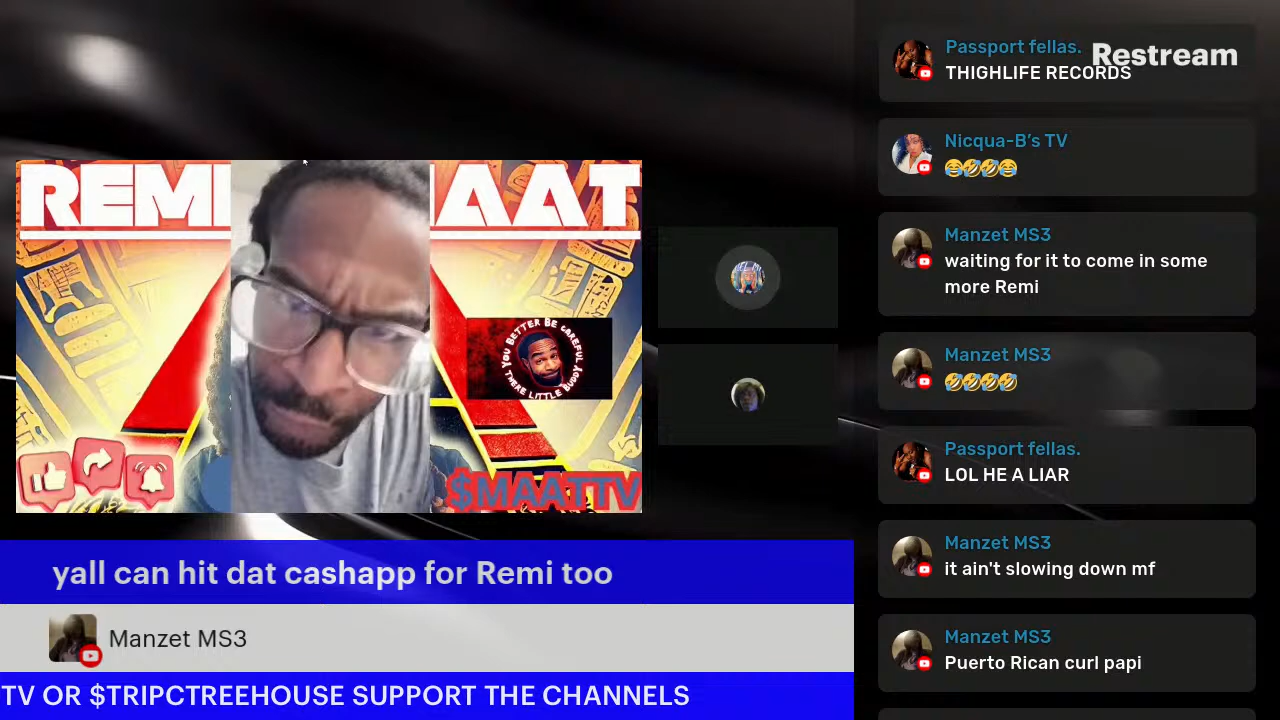 REMI MAAT
YOU BETTER BE CAREFUL
THERE LITTLE BUDDY
$MAATTV
yall can hit dat cashapp for Remi too
Manzet MS3
TV OR $TRIPCTREEHOUSE SUPPORT THE CHANNELS
Restream
Passport fellas.
THIGHLIFE RECORDS
Nicqua-B’s TV
😂🤣🤣😂
Manzet MS3
waiting for it to come in some
more Remi
Manzet MS3
🤣🤣🤣🤣
Passport fellas.
LOL HE A LIAR
Manzet MS3
it ain't slowing down mf
Manzet MS3
Puerto Rican curl papi